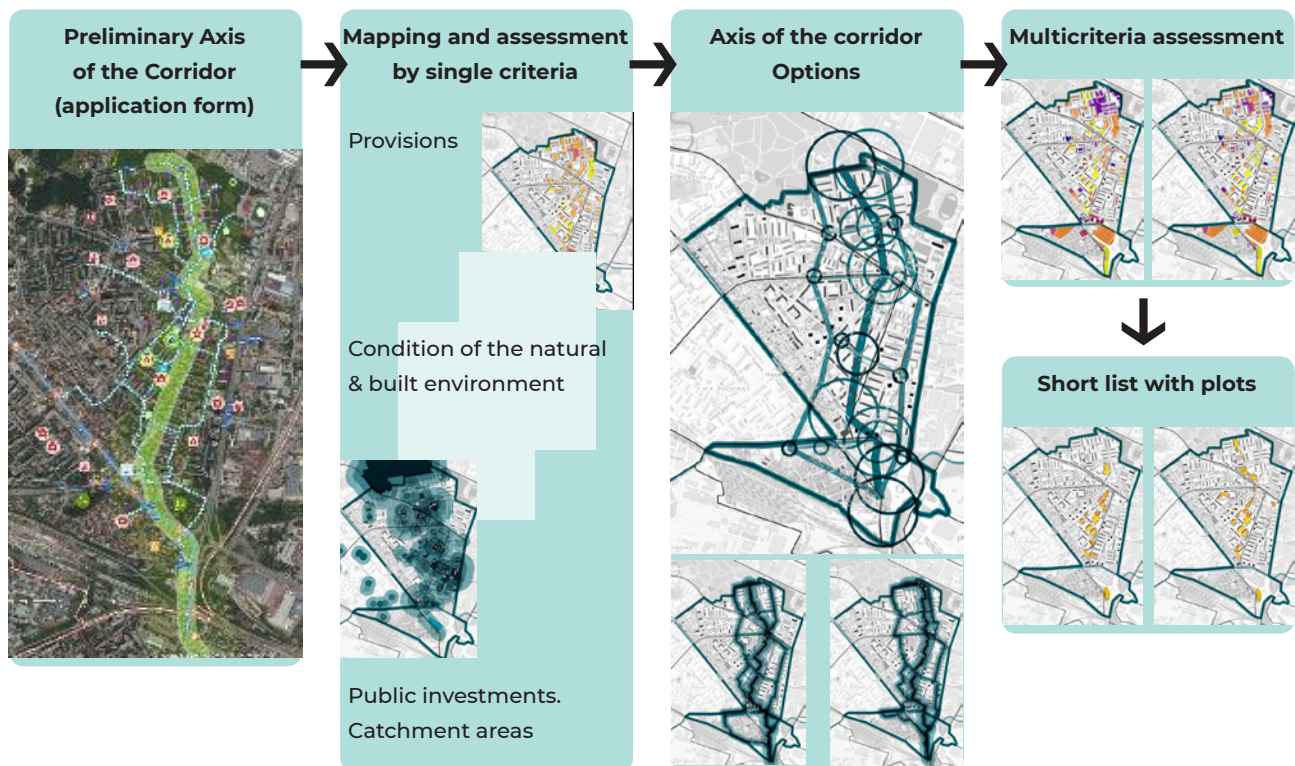 Preliminary Axis
of the Corridor
(application form)
Mapping and assessment
by single criteria
Provisions
Condition of the natural
& built environment
Public investments.
Catchment areas
Axis of the corridor
Options
Multicriteria assessment
Short list with plots